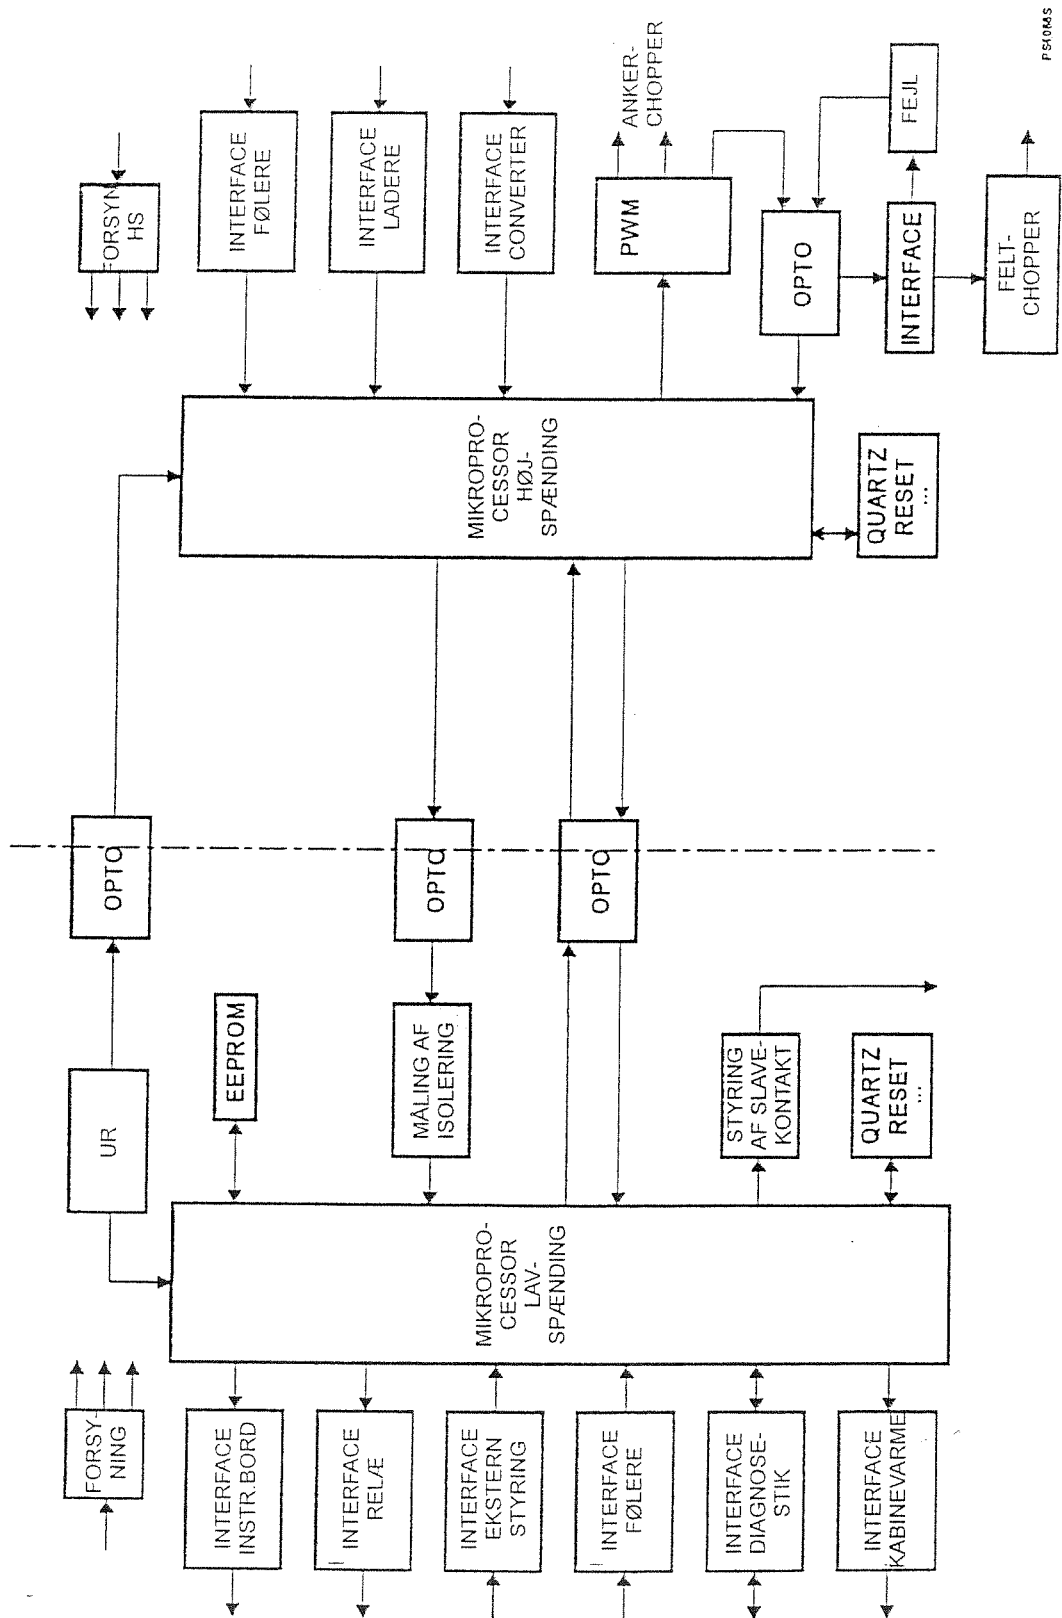 FORSY-
NING
UR
OPTO
FORSYN
HS
INTERFACE
INSTR.BORD
EEPROM
INTERFACE
FØLERE
INTERFACE
RELÆ
INTERFACE
LADERE
INTERFACE
EKSTERN
STYRING
MIKROPRO-
CESSOR
LAV-
SPÆNDING
MÅLING AF
ISOLERING
OPTO
MIKROPRO-
CESSOR
HØJ-
SPÆNDING
INTERFACE
CONVERTER
INTERFACE
FØLERE
OPTO
PWM
ANKER-
CHOPPER
INTERFACE
DIAGNOSE-
STIK
STYRING
AF SLAVE-
KONTAKT
OPTO
INTERFACE
KABINEVARME
QUARTZ
RESET
...
QUARTZ
RESET
...
INTERFACE
FEJL
FELT-
CHOPPER